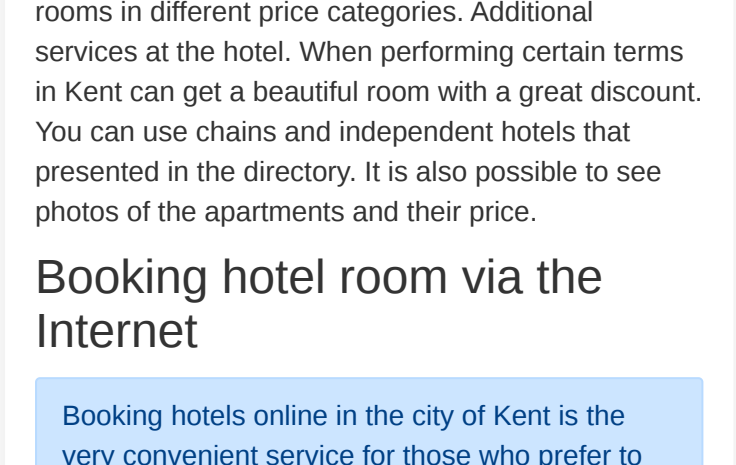 rooms in different price categories. Additional
services at the hotel. When performing certain terms
in Kent can get a beautiful room with a great discount.
You can use chains and independent hotels that
presented in the directory. It is also possible to see
photos of the apartments and their price.
Booking hotel room via the
Internet
Booking hotels online in the city of Kent is the
very convenient service for those who prefer to